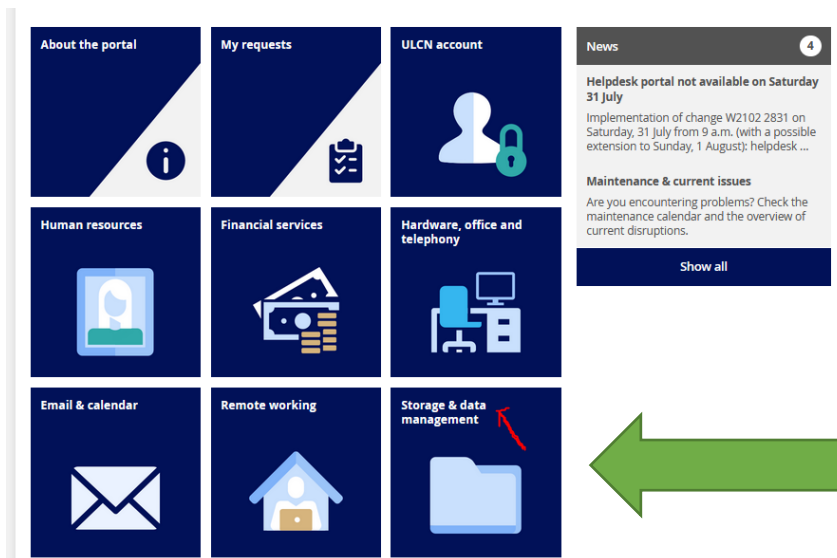 About the portal
My requests
ULCN account
Human resources
Financial services
Hardware, office and
telephony
Email & calendar
Remote working
Storage & data
management
News
4
Helpdesk portal not available on Saturday
31 July
Implementation of change W2102 2831 on
Saturday, 31 July from 9 a.m. (with a possible
extension to Sunday, 1 August): helpdesk ...
Maintenance & current issues
Are you encountering problems? Check the
maintenance calendar and the overview of
current disruptions.
Show all